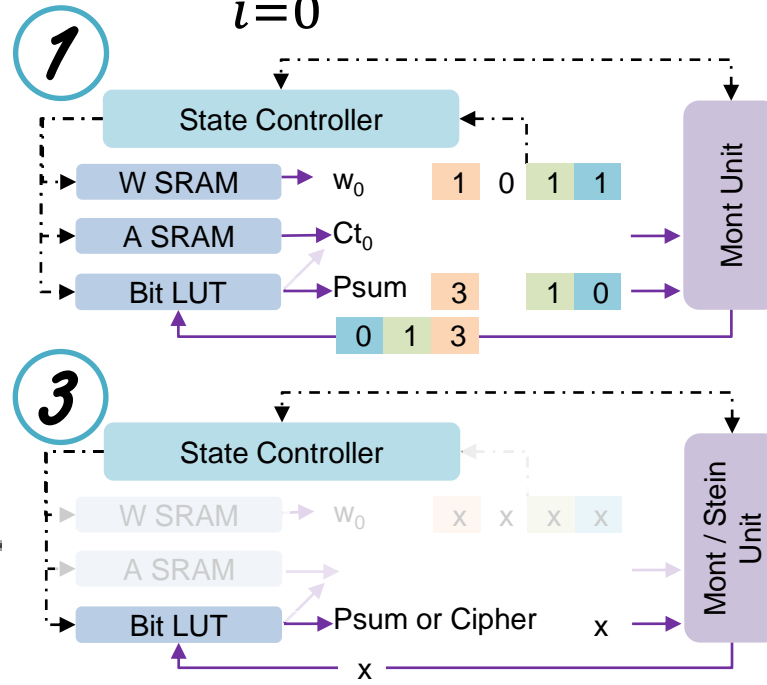 i=0
1
State Controller
W SRAM w₀ 1 0 1 1
A SRAM Ct₀
Bit LUT Psum 3 1 0
0 1 3
Mont Unit
3
State Controller
W SRAM w₀ x x x x
A SRAM
Bit LUT Psum or Cipher x
x
Mont / Stein
Unit